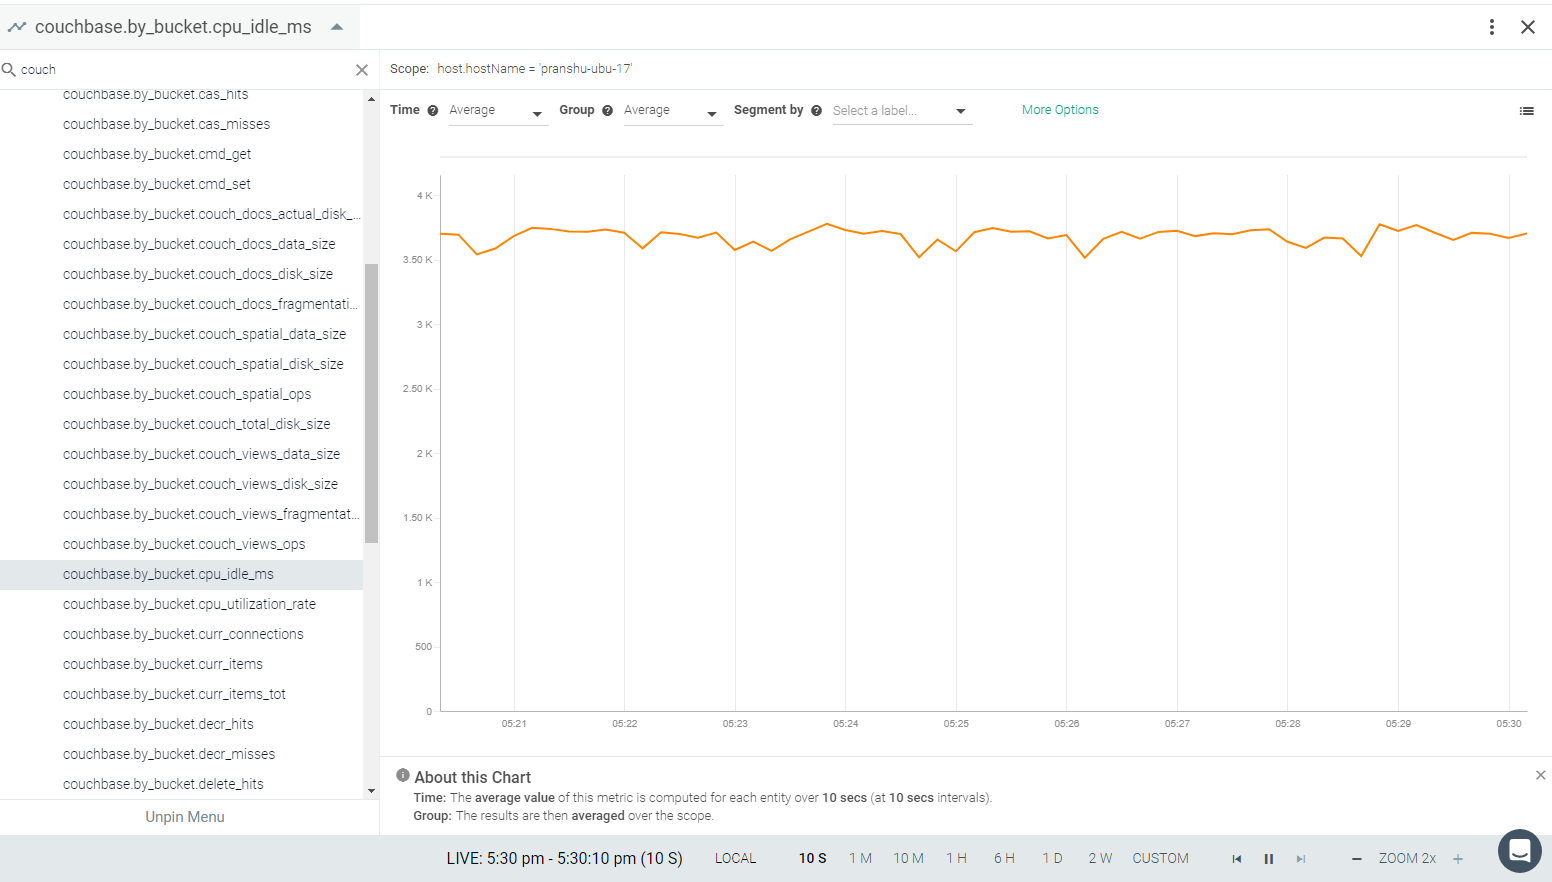 couchbase.by_bucket.cpu_idle_ms
couch
couchbase.by_bucket.cas_hits
couchbase.by_bucket.cas_misses
couchbase.by_bucket.cmd_get
couchbase.by_bucket.cmd_set
couchbase.by_bucket.couch_docs_actual_disk_...
couchbase.by_bucket.couch_docs_data_size
couchbase.by_bucket.couch_docs_disk_size
couchbase.by_bucket.couch_docs_fragmentati...
couchbase.by_bucket.couch_spatial_data_size
couchbase.by_bucket.couch_spatial_disk_size
couchbase.by_bucket.couch_spatial_ops
couchbase.by_bucket.couch_total_disk_size
couchbase.by_bucket.couch_views_data_size
couchbase.by_bucket.couch_views_disk_size
couchbase.by_bucket.couch_views_fragmentat...
couchbase.by_bucket.couch_views_ops
couchbase.by_bucket.cpu_idle_ms
couchbase.by_bucket.cpu_utilization_rate
couchbase.by_bucket.curr_connections
couchbase.by_bucket.curr_items
couchbase.by_bucket.curr_items_tot
couchbase.by_bucket.decr_hits
couchbase.by_bucket.decr_misses
couchbase.by_bucket.delete_hits
Unpin Menu
Scope: host.hostName = 'pranshu-ubu-17'
Time ? Average Group ? Average Segment by ? Select a label... More Options
4 K
3.50 K
3 K
2.50 K
2 K
1.50 K
1 K
500
0
05:21 05:22 05:23 05:24 05:25 05:26 05:27 05:28 05:29 05:30
About this Chart
Time: The average value of this metric is computed for each entity over 10 secs (at 10 secs intervals).
Group: The results are then averaged over the scope.
LIVE: 5:30 pm - 5:30:10 pm (10 S) LOCAL 10 S 1 M 10 M 1 H 6 H 1 D 2 W CUSTOM ZOOM 2x